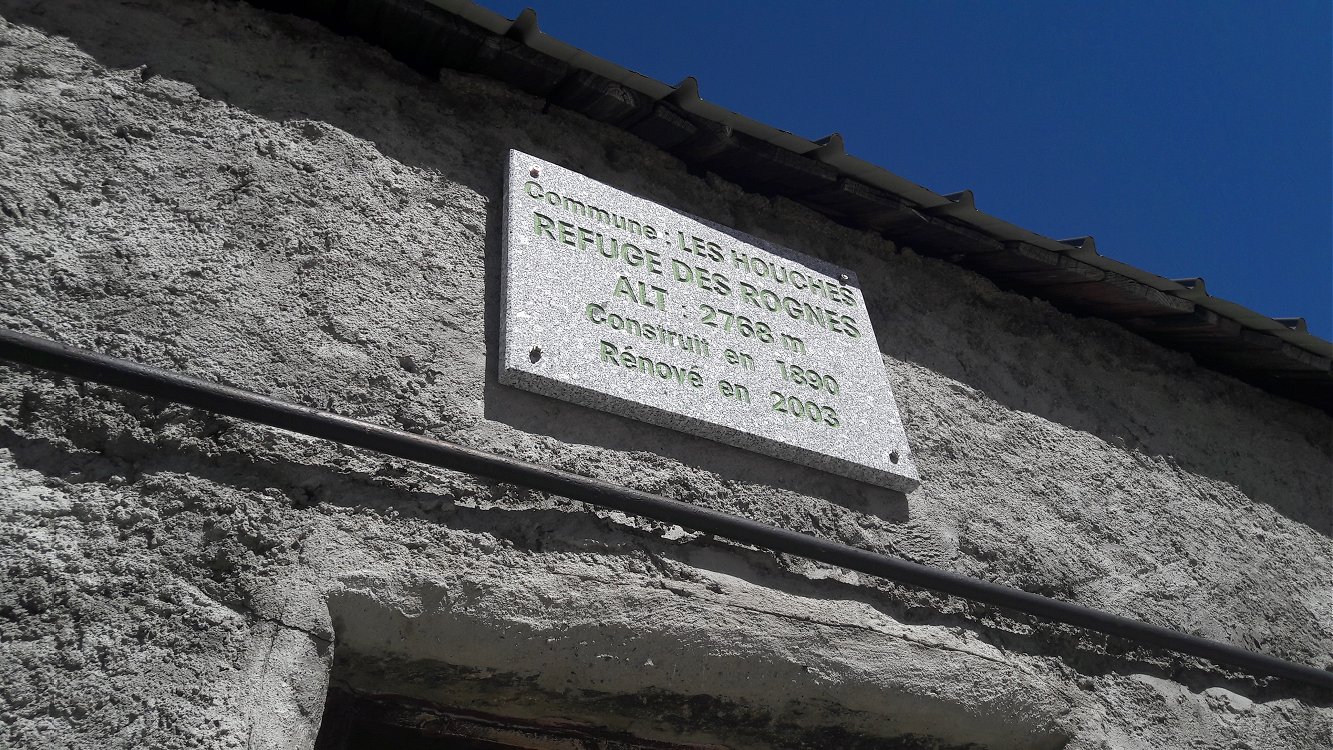 Commune : LES HOUCHES
REFUGE DES ROGNES
ALT : 2768 m
Construit en 1890
Rénové en 2003